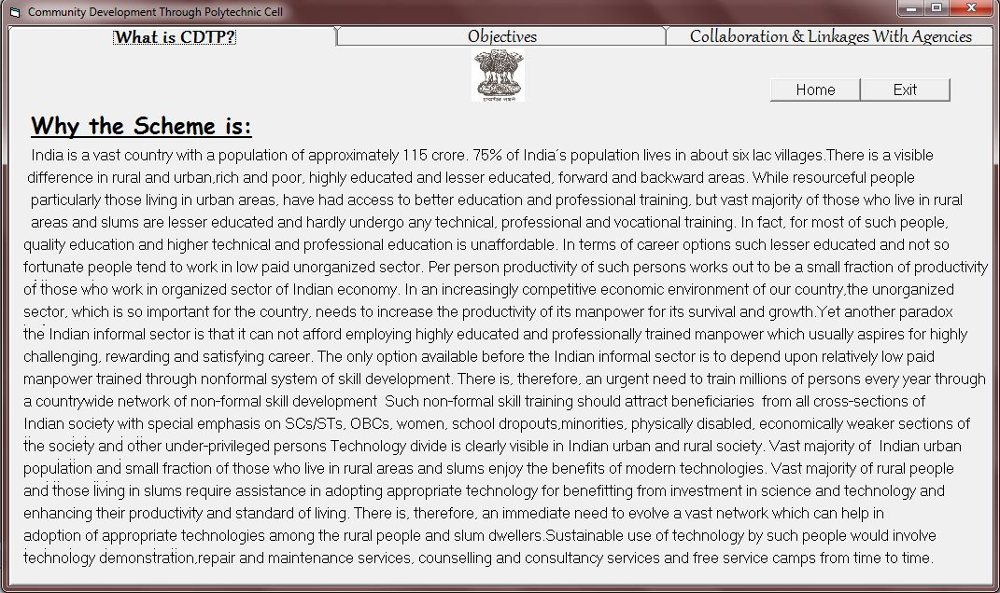 Community Development Through Polytechnic Cell
What is CDTP?
Objectives
Collaboration & Linkages With Agencies
सत्यमेव जयते
Home
Exit
Why the Scheme is:
India is a vast country with a population of approximately 115 crore. 75% of India's population lives in about six lac villages.There is a visible
difference in rural and urban,rich and poor, highly educated and lesser educated, forward and backward areas. While resourceful people
particularly those living in urban areas, have had access to better education and professional training, but vast majority of those who live in rural
areas and slums are lesser educated and hardly undergo any technical, professional and vocational training. In fact, for most of such people,
quality education and higher technical and professional education is unaffordable. In terms of career options such lesser educated and not so
fortunate people tend to work in low paid unorganized sector. Per person productivity of such persons works out to be a small fraction of productivity
of those who work in organized sector of Indian economy. In an increasingly competitive economic environment of our country,the unorganized
sector, which is so important for the country, needs to increase the productivity of its manpower for its survival and growth.Yet another paradox
the Indian informal sector is that it can not afford employing highly educated and professionally trained manpower which usually aspires for highly
challenging, rewarding and satisfying career. The only option available before the Indian informal sector is to depend upon relatively low paid
manpower trained through nonformal system of skill development. There is, therefore, an urgent need to train millions of persons every year through
a countrywide network of non-formal skill development  Such non-formal skill training should attract beneficiaries  from all cross-sections of
Indian society with special emphasis on SCs/STs, OBCs, women, school dropouts,minorities, physically disabled, economically weaker sections of
the society and other under-privileged persons Technology divide is clearly visible in Indian urban and rural society. Vast majority of  Indian urban
population and small fraction of those who live in rural areas and slums enjoy the benefits of modern technologies. Vast majority of rural people
and those living in slums require assistance in adopting appropriate technology for benefitting from investment in science and technology and
enhancing their productivity and standard of living. There is, therefore, an immediate need to evolve a vast network which can help in
adoption of appropriate technologies among the rural people and slum dwellers.Sustainable use of technology by such people would involve
technology demonstration,repair and maintenance services, counselling and consultancy services and free service camps from time to time.